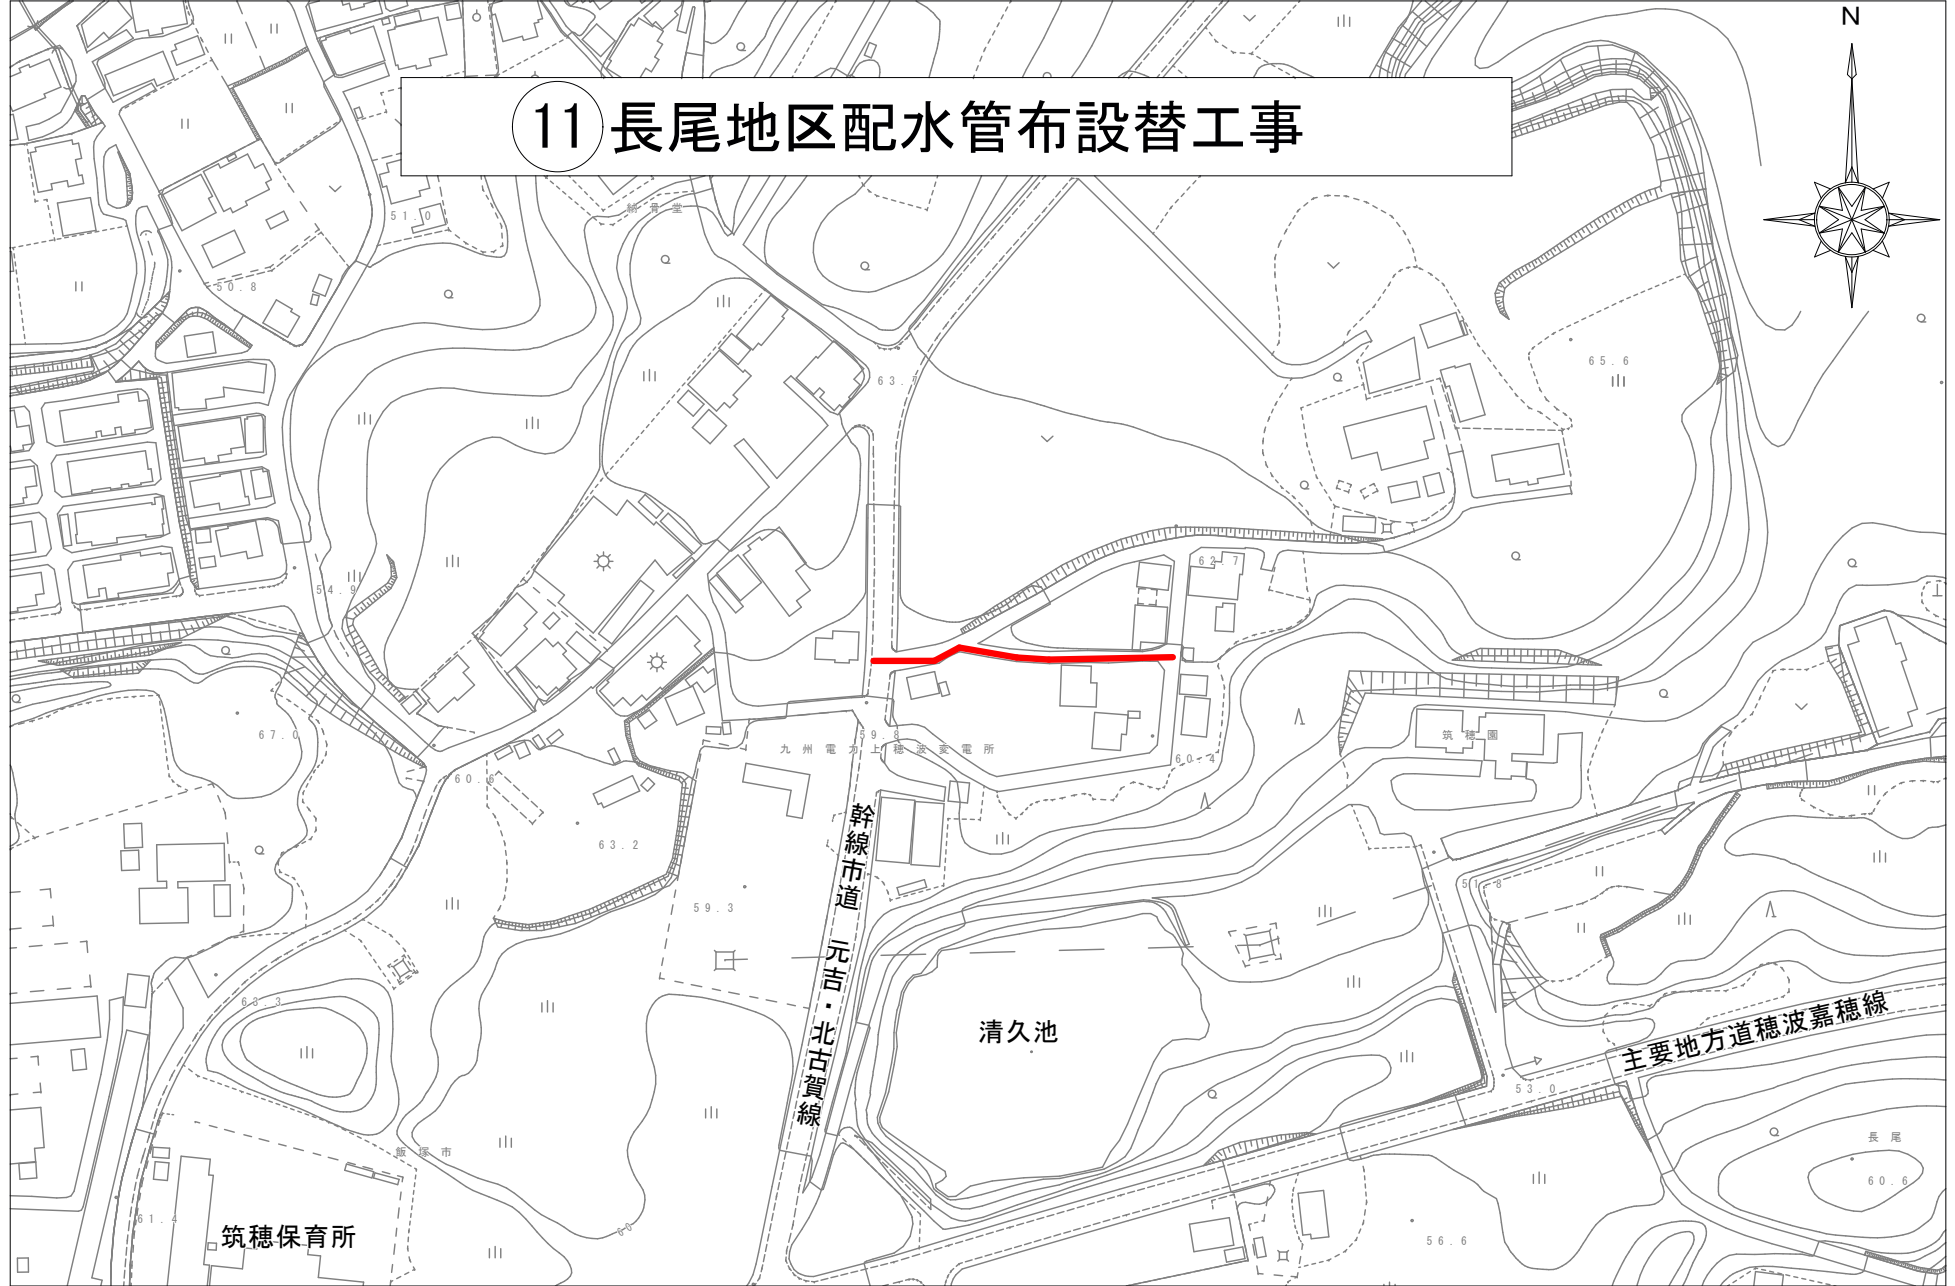 N
⑪長尾地区配水管布設替工事
納骨堂
51.0
50.8
65.6
63.7
62.7
54.9
67.0
59.8
九州電力上穂波変電所
筑穂園
60.4
60.6
幹線市道 元吉・北古賀線
63.2
51.8
59.3
63.3
清久池
主要地方道穂波嘉穂線
53.0
長尾
飯塚市
60.6
61.4
60
筑穂保育所
56.6